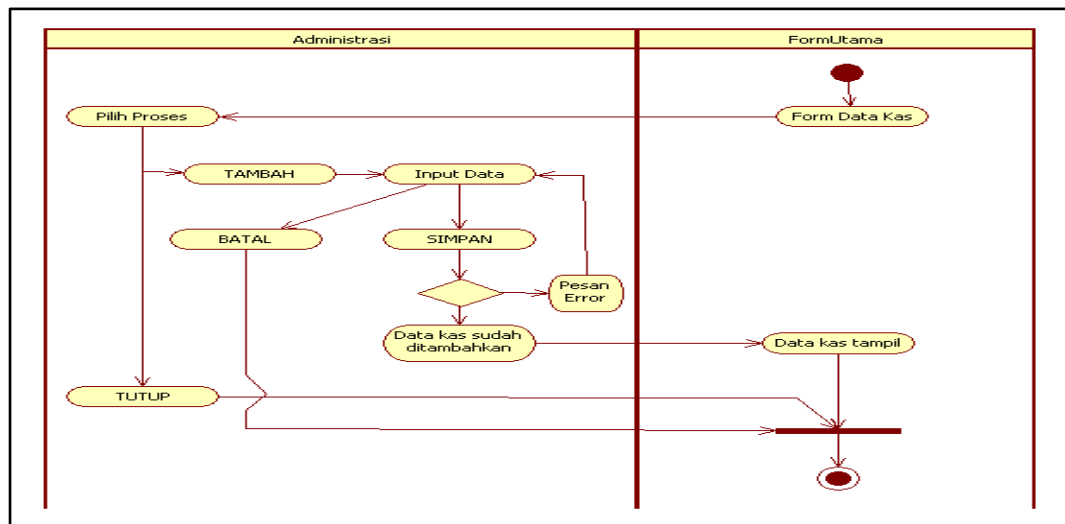 Administrasi
FormUtama
Pilih Proses
Form Data Kas
TAMBAH
Input Data
BATAL
SIMPAN
Pesan
Error
Data kas sudah
ditambahkan
Data kas tampil
TUTUP